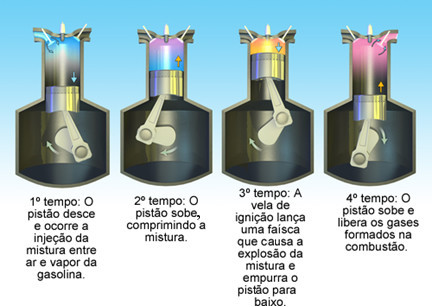 1º tempo: O
pistão desce
e ocorre a
injeção da
mistura entre
ar e vapor da
gasolina.
2º tempo: O
pistão sobe,
comprimindo a
mistura.
3º tempo: A
vela de
ignição lança
uma faísca
que causa a
explosão da
mistura e
empurra o
pistão para
baixo.
4º tempo: O
pistão sobe e
libera os gases
formados na
combustão.